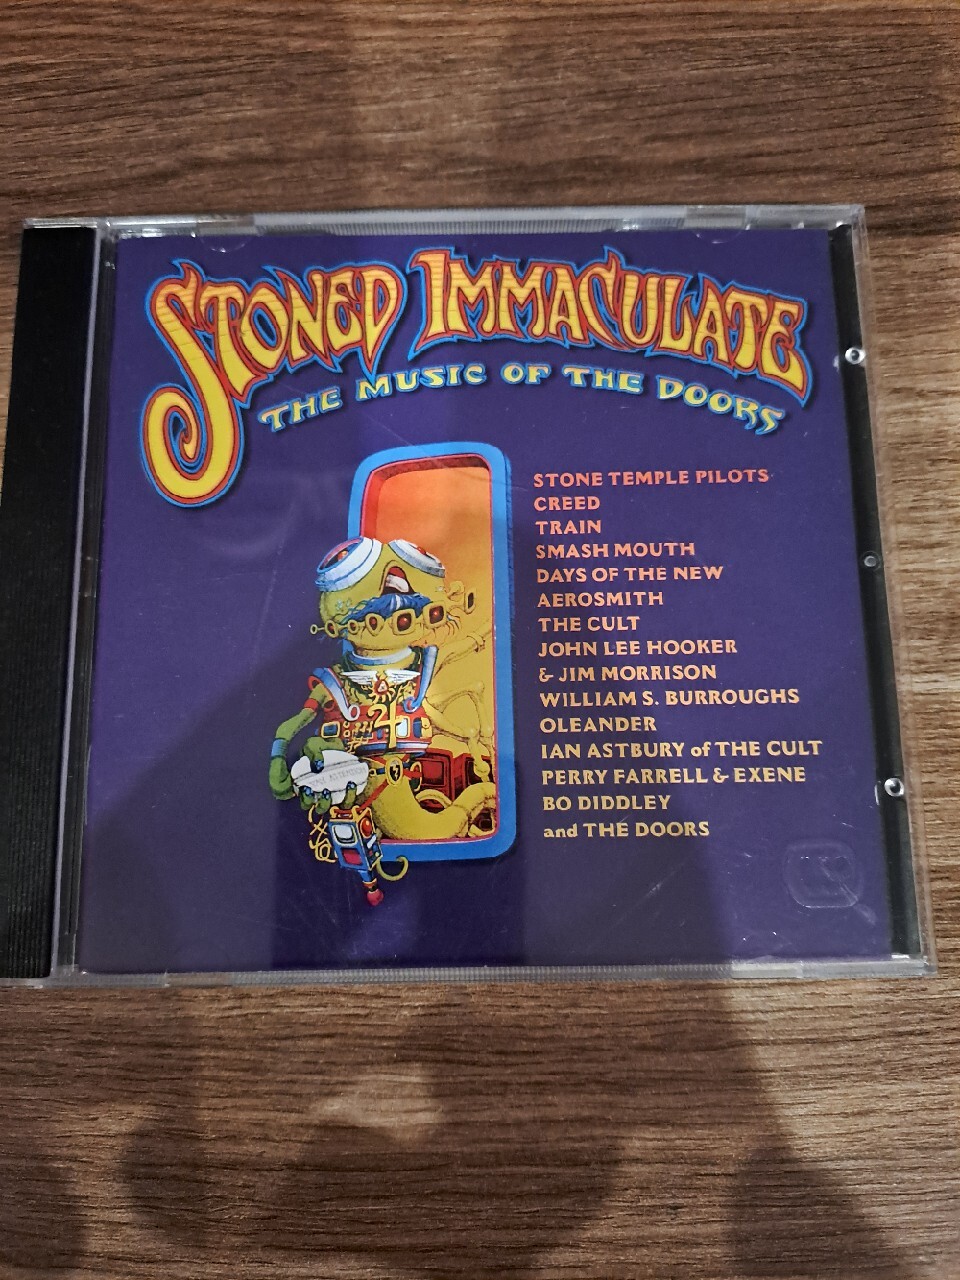 STONED IMMACULATE
THE MUSIC OF THE DOORS
STONE TEMPLE PILOTS
CREED
TRAIN
SMASH MOUTH
DAYS OF THE NEW
AEROSMITH
THE CULT
JOHN LEE HOOKER
& JIM MORRISON
WILLIAM S. BURROUGHS
OLEANDER
IAN ASTBURY of THE CULT
PERRY FARRELL & EXENE
BO DIDDLEY
and THE DOORS